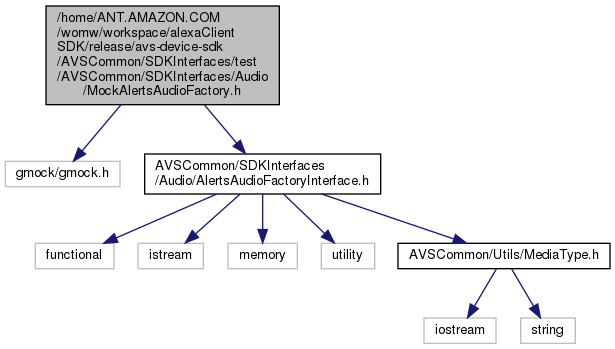 /home/ANT.AMAZON.COM
/womw/workspace/alexaClient
SDK/release/avs-device-sdk
/AVSCommon/SDKInterfaces/test
/AVSCommon/SDKInterfaces/Audio
/MockAlertsAudioFactory.h
gmock/gmock.h
AVSCommon/SDKInterfaces
/Audio/AlertsAudioFactoryInterface.h
functional
istream
memory
utility
AVSCommon/Utils/MediaType.h
iostream
string